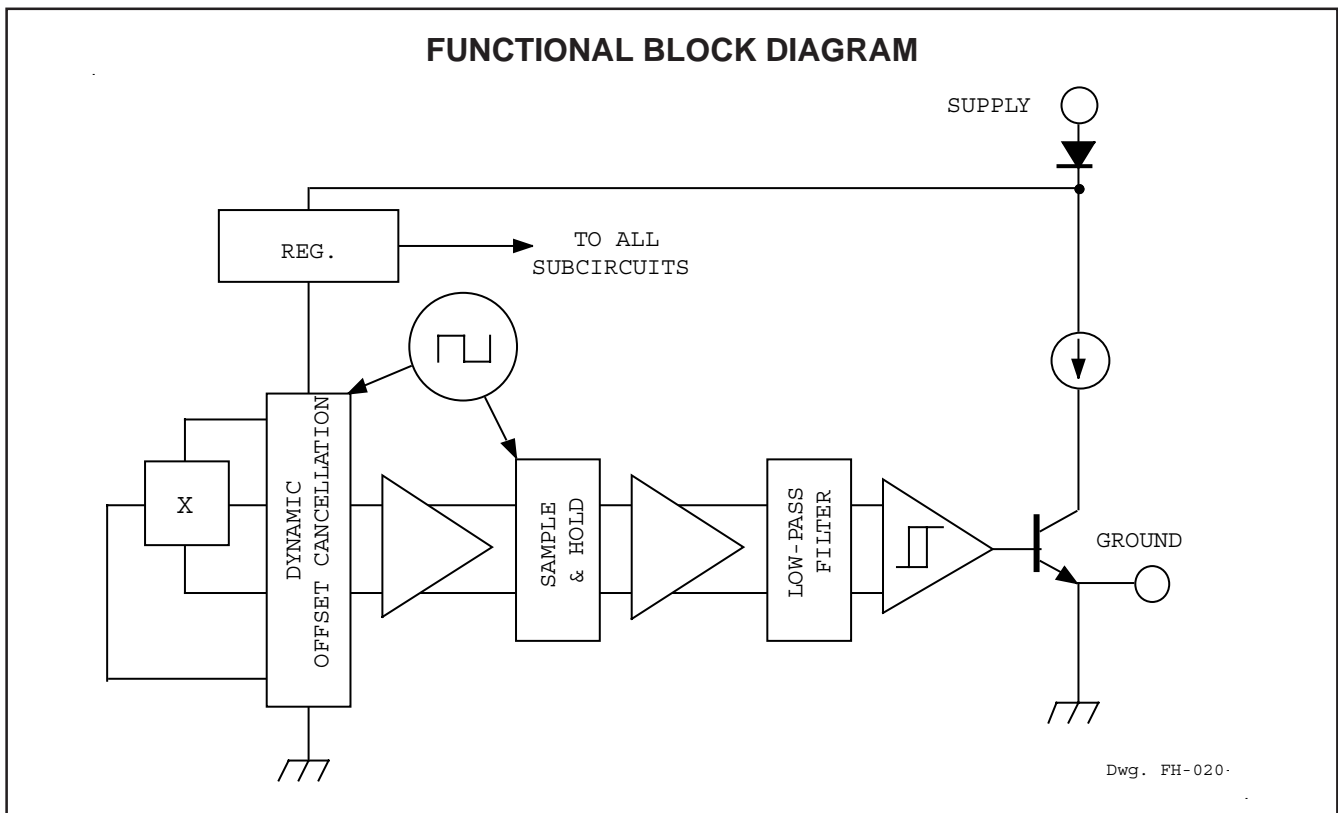 FUNCTIONAL BLOCK DIAGRAM
SUPPLY
REG.
TO ALL
SUBCIRCUITS
X
DYNAMIC
OFFSET CANCELLATION
SAMPLE
& HOLD
LOW-PASS
FILTER
GROUND
Dwg. FH-020-